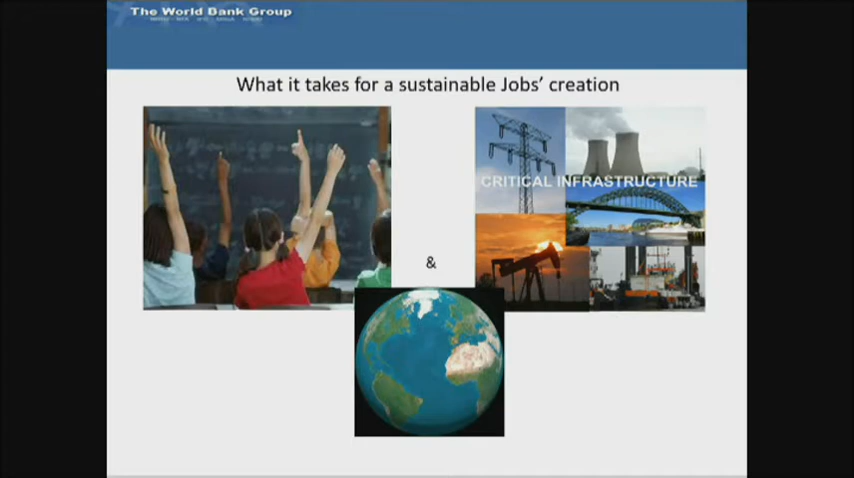 The World Bank Group
What it takes for a sustainable Jobs’ creation
CRITICAL INFRASTRUCTURE
&